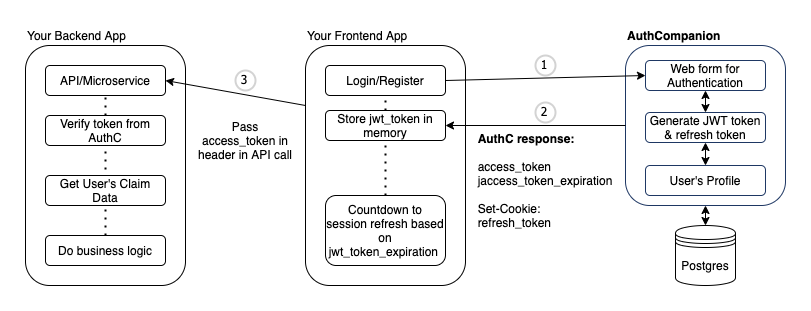 Your Backend App
API/Microservice
Verify token from
AuthC
Get User's Claim
Data
Do business logic
3
Pass
access_token in
header in API call
Your Frontend App
Login/Register
Store jwt_token in
memory
Countdown to
session refresh based
on
jwt_token_expiration
1
2
AuthC response:
access_token
jaccess_token_expiration
Set-Cookie:
refresh_token
AuthCompanion
Web form for
Authentication
Generate JWT token
& refresh token
User's Profile
Postgres